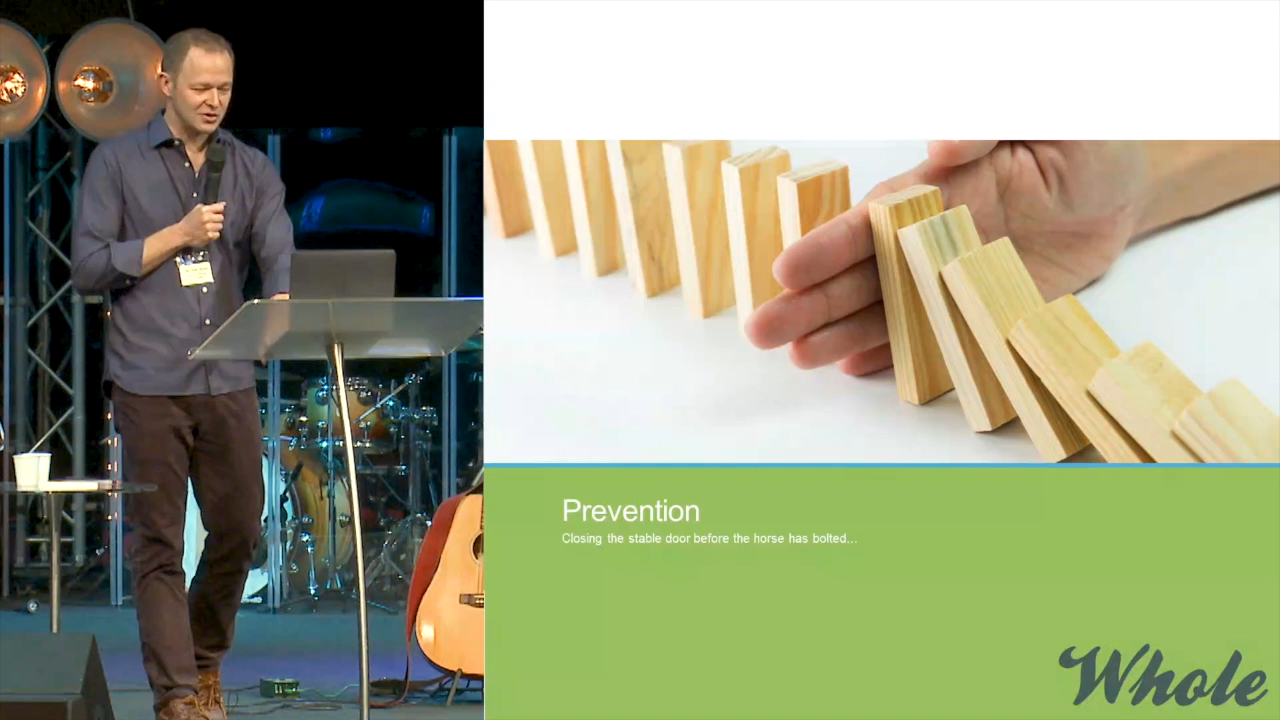 Prevention
Closing the stable door before the horse has bolted...
Whole